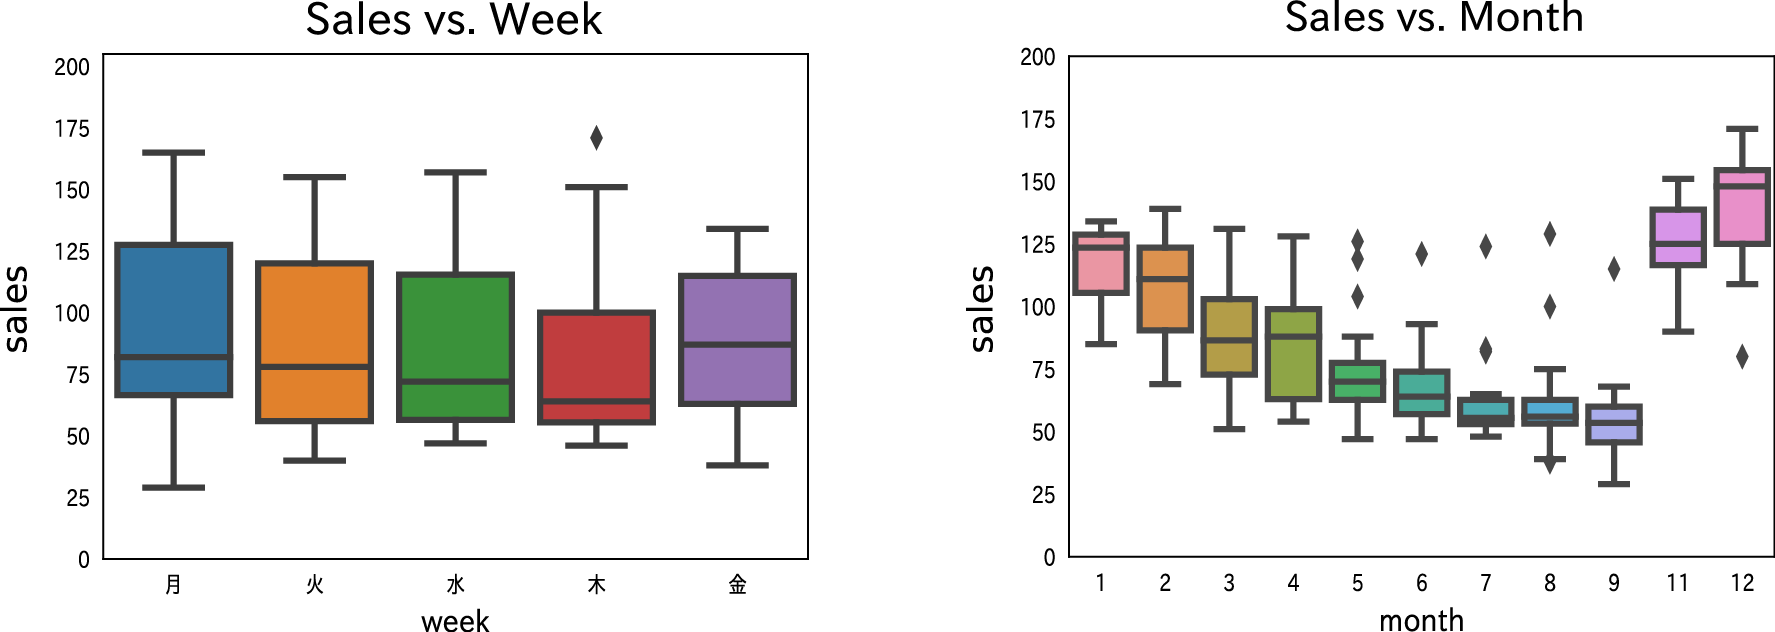 Sales vs. Week
200
175
150
125
100
75
50
25
0
sales
月 火 水 木 金
week
Sales vs. Month
200
175
150
125
100
75
50
25
0
sales
1 2 3 4 5 6 7 8 9 11 12
month